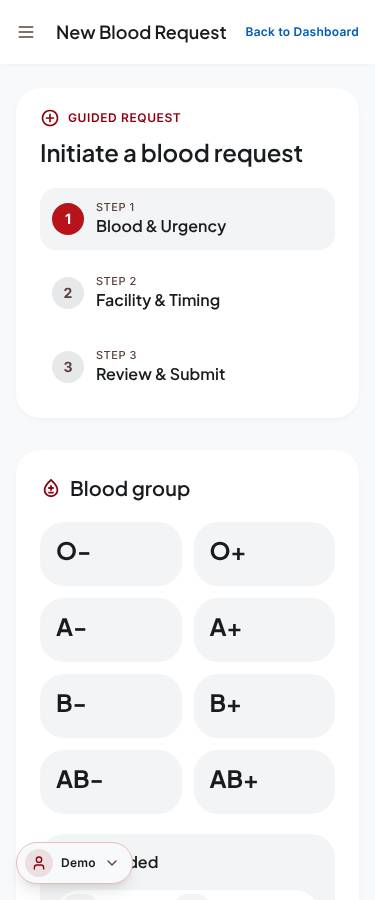 New Blood Request
Back to Dashboard
GUIDED REQUEST
Initiate a blood request
1
STEP 1
Blood & Urgency
2
STEP 2
Facility & Timing
3
STEP 3
Review & Submit
Blood group
O−
O+
A−
A+
B−
B+
AB−
AB+
Demo